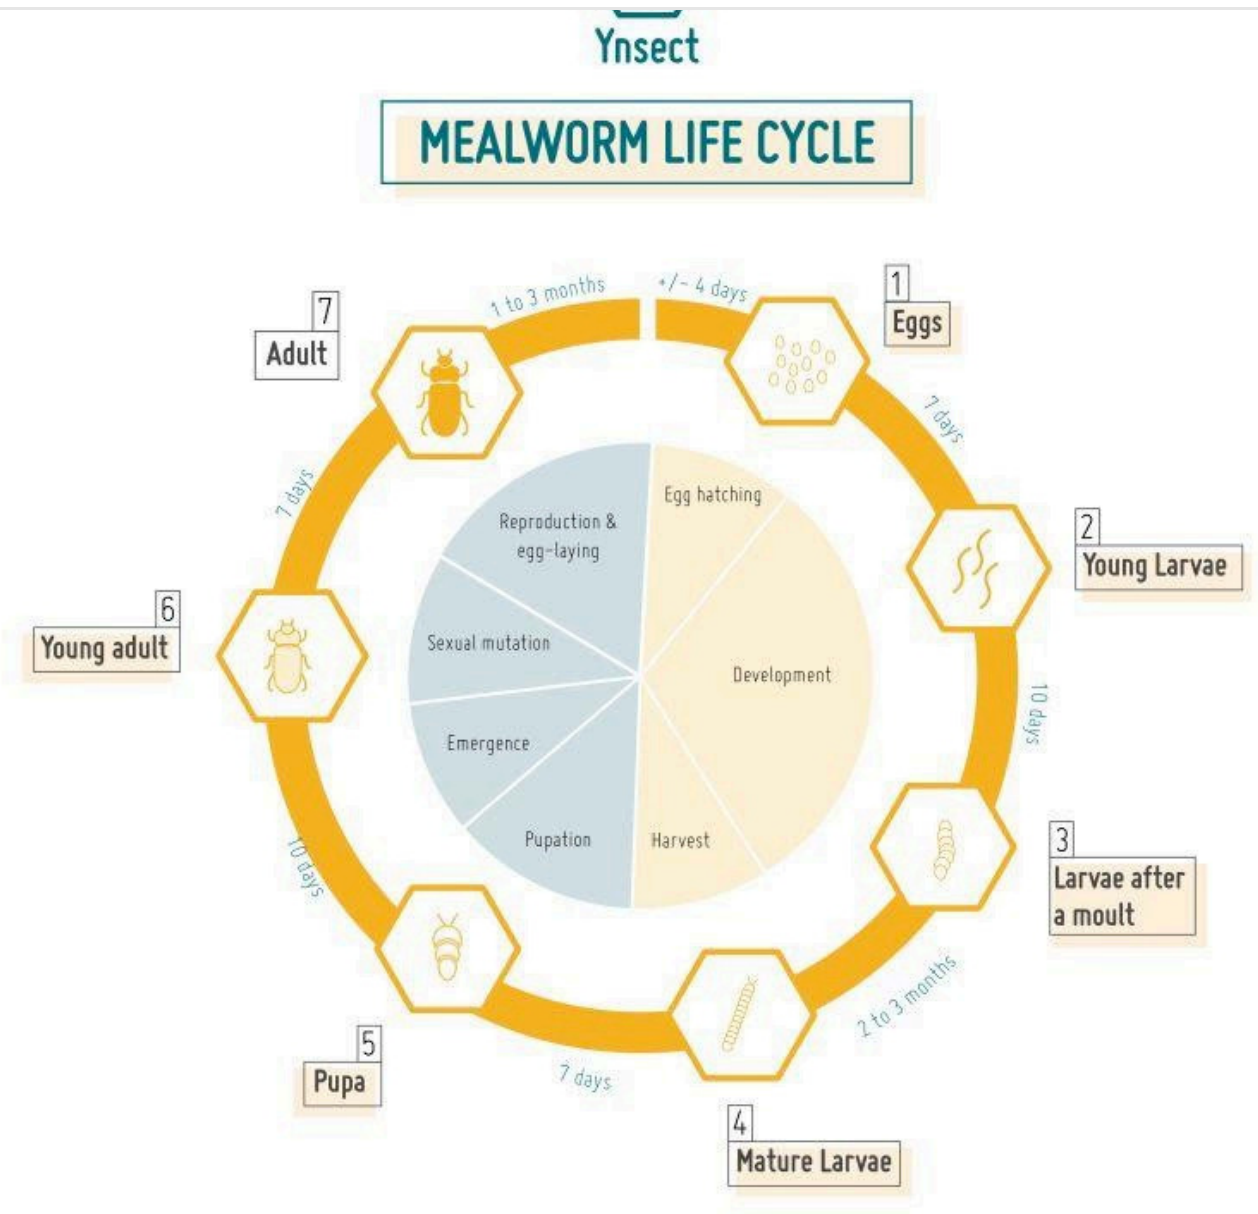 Ynsect
MEALWORM LIFE CYCLE
+/- 4 days
1
Eggs
7 days
2
Young Larvae
10 days
3
Larvae after
a moult
2 to 3 months
4
Mature Larvae
7 days
5
Pupa
10 days
6
Young adult
7 days
7
Adult
1 to 3 months
Egg hatching
Development
Harvest
Pupation
Emergence
Sexual mutation
Reproduction &
egg-laying